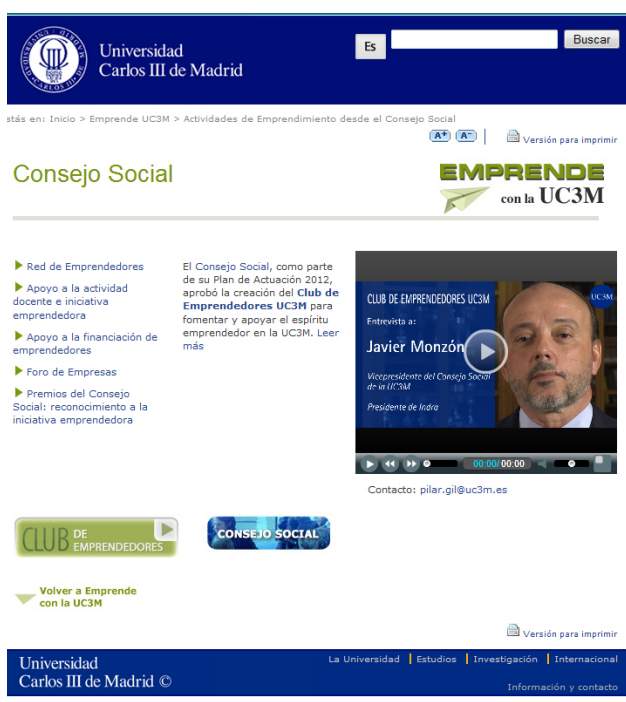 Universidad
Carlos III de Madrid
Es
Buscar
stás en: Inicio > Emprende UC3M > Actividades de Emprendimiento desde el Consejo Social
A+ A- | Versión para imprimir
Consejo Social
EMPRENDE
con la UC3M
Red de Emprendedores
Apoyo a la actividad
docente e iniciativa
emprendedora
Apoyo a la financiación de
emprendedores
Foro de Empresas
Premios del Consejo
Social: reconocimiento a la
iniciativa emprendedora
El Consejo Social, como parte
de su Plan de Actuación 2012,
aprobó la creación del Club de
Emprendedores UC3M para
fomentar y apoyar el espíritu
emprendedor en la UC3M. Leer
más
CLUB DE EMPRENDEDORES UC3M
UC3M
Entrevista a:
Javier Monzón
Vicepresidente del Consejo Social
de la UC3M
Presidente de Indra
00:00/00:00
Contacto: pilar.gil@uc3m.es
CLUB DE
EMPRENDEDORES
CONSEJO SOCIAL
Volver a Emprende
con la UC3M
Versión para imprimir
Universidad
Carlos III de Madrid ©
La Universidad | Estudios | Investigación | Internacional
Información y contacto